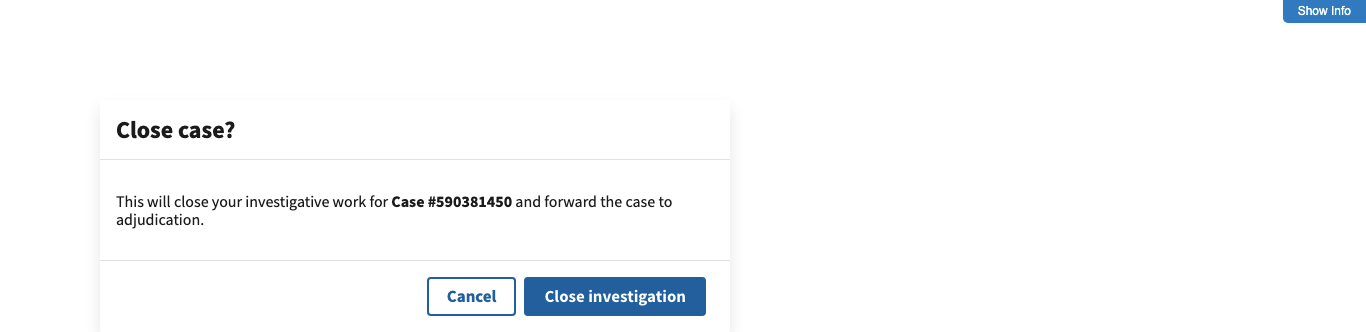 Show Info
Close case?
This will close your investigative work for Case #590381450 and forward the case to
adjudication.
Cancel
Close investigation